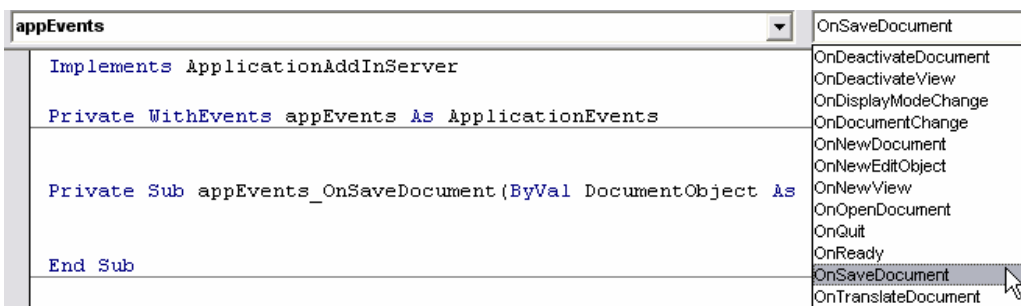 appEvents
OnSaveDocument
Implements ApplicationAddInServer
Private WithEvents appEvents As ApplicationEvents
Private Sub appEvents_OnSaveDocument(ByVal DocumentObject As
End Sub
OnDeactivateDocument
OnDeactivateView
OnDisplayModeChange
OnDocumentChange
OnNewDocument
OnNewEditObject
OnNewView
OnOpenDocument
OnQuit
OnReady
OnSaveDocument
OnTranslateDocument